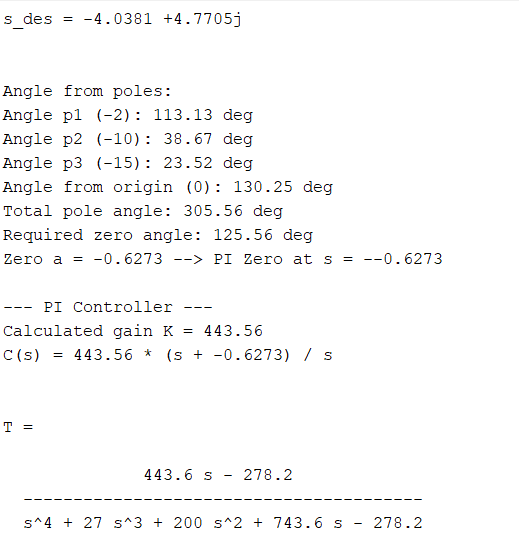 s_des = -4.0381 +4.7705j
Angle from poles:
Angle p1 (-2): 113.13 deg
Angle p2 (-10): 38.67 deg
Angle p3 (-15): 23.52 deg
Angle from origin (0): 130.25 deg
Total pole angle: 305.56 deg
Required zero angle: 125.56 deg
Zero a = -0.6273 --> PI Zero at s = --0.6273
--- PI Controller ---
Calculated gain K = 443.56
C(s) = 443.56 * (s + -0.6273) / s
T =
443.6 s - 278.2
----------------------------------------
s^4 + 27 s^3 + 200 s^2 + 743.6 s - 278.2